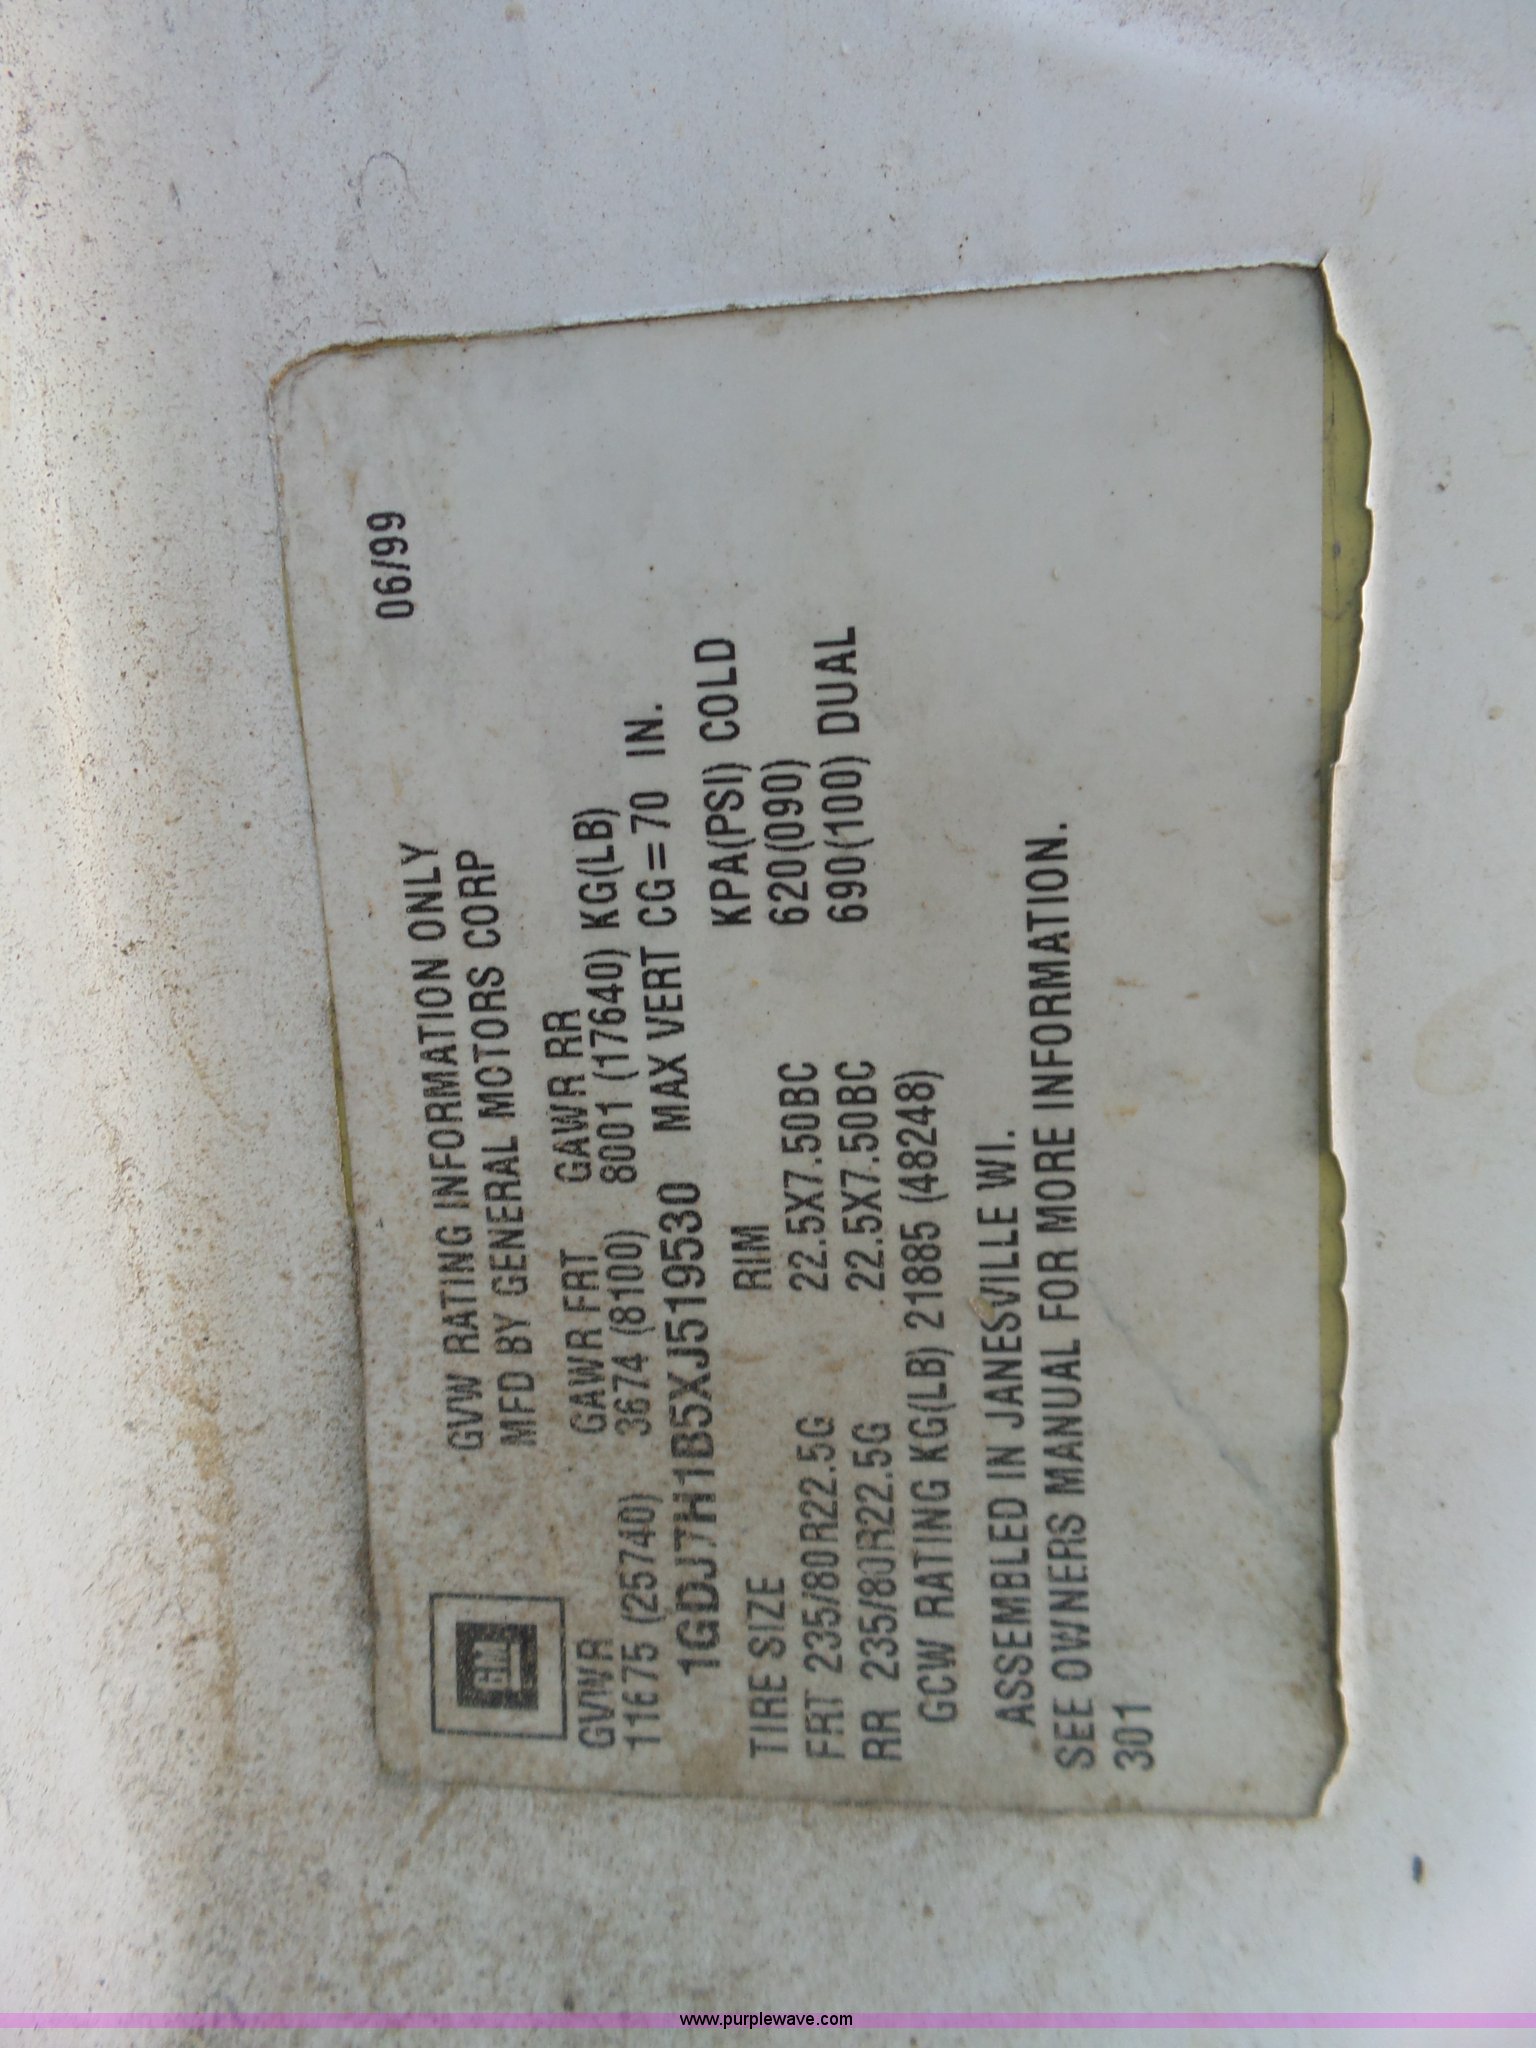 06/99
GVW RATING INFORMATION ONLY
MFD BY GENERAL MOTORS CORP
GM
GVWR GAWR FRT GAWR RR
11675 (25740) 3674 (8100) 8001 (17640) KG(LB)
1GDJ7H1B5XJ519530 MAX VERT CG=70 IN.
TIRE SIZE RIM KPA(PSI) COLD
FRT 235/80R22.5G 22.5X7.50BC 620(090)
RR 235/80R22.5G 22.5X7.50BC 690(100) DUAL
GCW RATING KG(LB) 21885 (48248)
ASSEMBLED IN JANESVILLE WI.
SEE OWNERS MANUAL FOR MORE INFORMATION.
301
www.purplewave.com